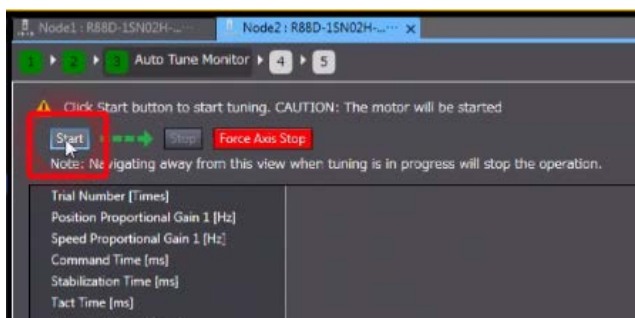 Node1 : R88D-1SN02H-...
Node2 : R88D-1SN02H-... x
1 2 3 Auto Tune Monitor 4 5
Click Start button to start tuning. CAUTION: The motor will be started
Start Stop Force Axis Stop
Note: Navigating away from this view when tuning is in progress will stop the operation.
Trial Number [Times]
Position Proportional Gain 1 [Hz]
Speed Proportional Gain 1 [Hz]
Command Time [ms]
Stabilization Time [ms]
Tact Time [ms]